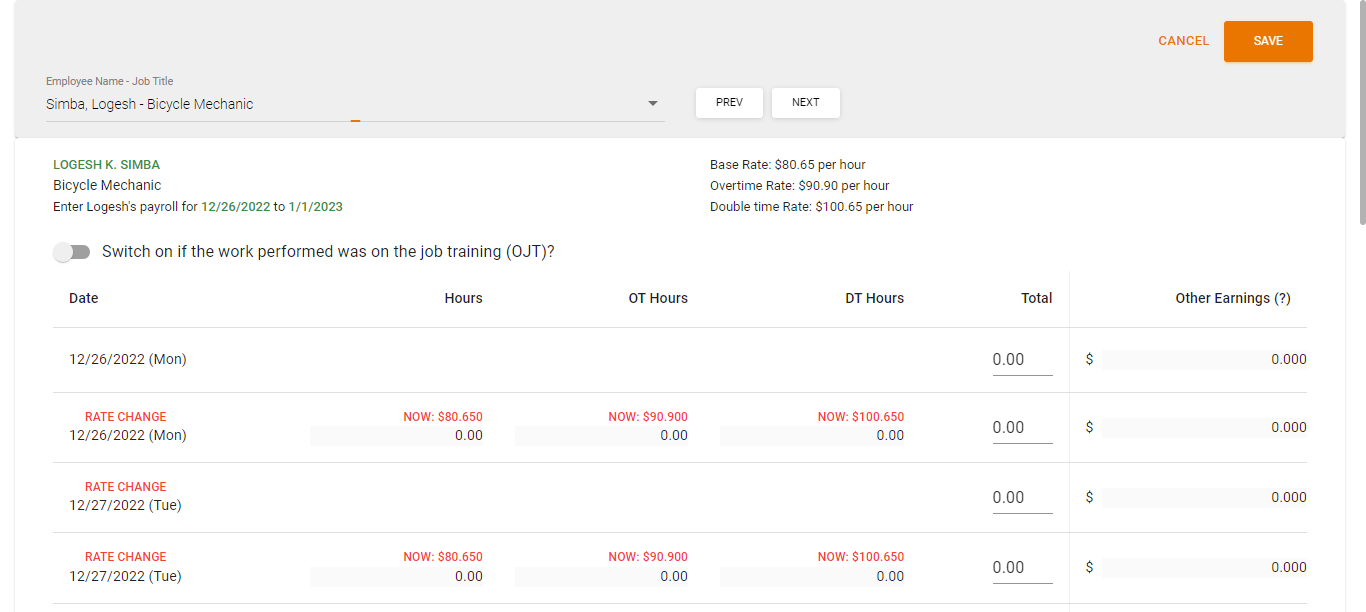 CANCEL
SAVE
Employee Name - Job Title
Simba, Logesh - Bicycle Mechanic
PREV
NEXT
LOGESH K. SIMBA
Bicycle Mechanic
Enter Logesh's payroll for 12/26/2022 to 1/1/2023
Base Rate: $80.65 per hour
Overtime Rate: $90.90 per hour
Double time Rate: $100.65 per hour
Switch on if the work performed was on the job training (OJT)?
Date Hours OT Hours DT Hours Total Other Earnings (?)
12/26/2022 (Mon) 0.00 $ 0.000
RATE CHANGE NOW: $80.650 NOW: $90.900 NOW: $100.650
12/26/2022 (Mon) 0.00 0.00 0.00 0.00 $ 0.000
RATE CHANGE
12/27/2022 (Tue) 0.00 $ 0.000
RATE CHANGE NOW: $80.650 NOW: $90.900 NOW: $100.650
12/27/2022 (Tue) 0.00 0.00 0.00 0.00 $ 0.000